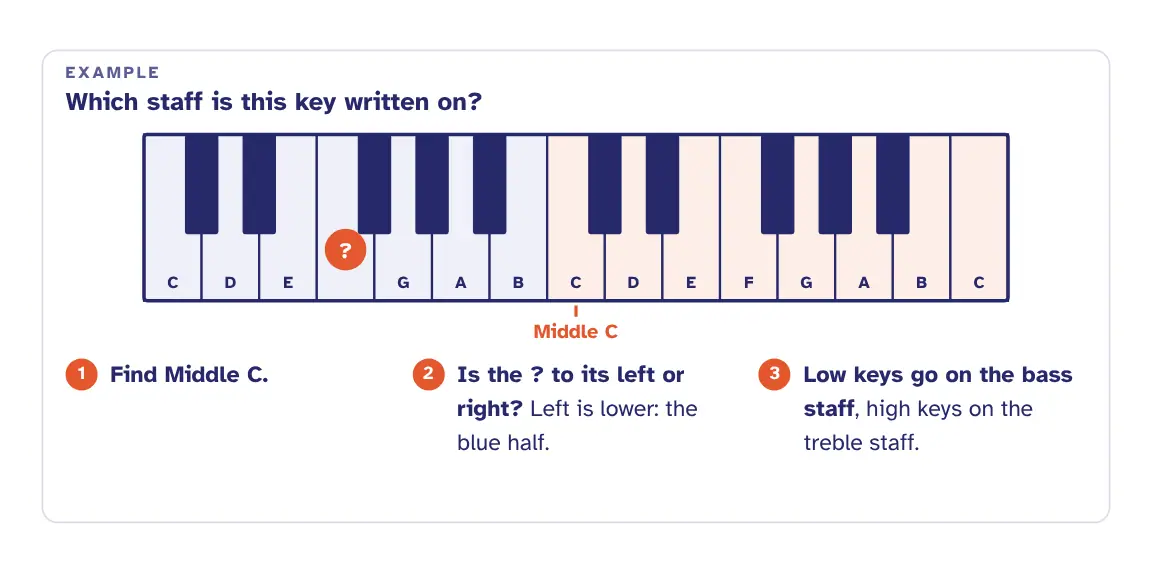 EXAMPLE
Which staff is this key written on?
?
C D E G A B C D E F G A B C
Middle C
1 Find Middle C.
2 Is the ? to its left or
right? Left is lower: the
blue half.
3 Low keys go on the bass
staff, high keys on the
treble staff.